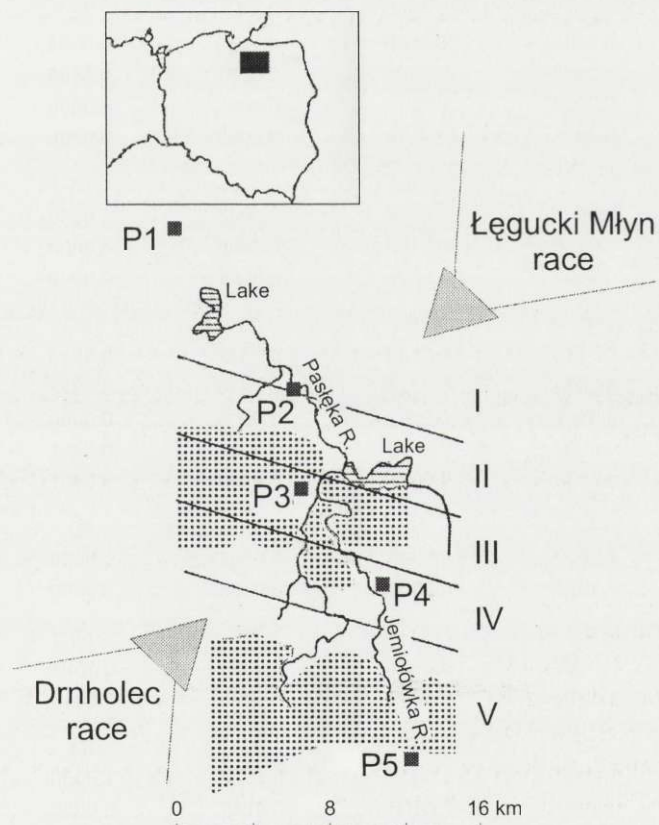 P1
Łęgucki Młyn
race
Lake
Pasłęka R.
I
P2
Lake
II
P3
III
P4
IV
Jemiołówka R.
Drnholec
race
V
P5
0 8 16 km